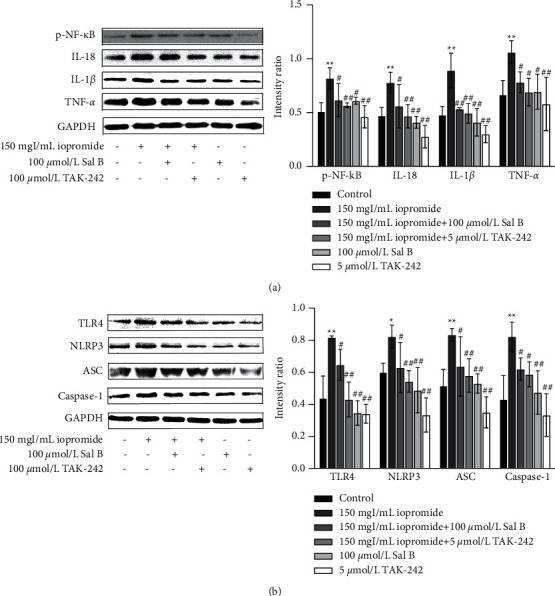 p-NF-κB
IL-18
IL-1β
TNF-α
GAPDH
150 mgI/mL iopromide - + + + - -
100 μmol/L Sal B - - + - + -
100 μmol/L TAK-242 - - - + - +
Intensity ratio
1.5
1.0
0.5
0.0
** # ## # ##
** # ## ## ##
** ## ## ## ##
** # # # ##
p-NF-kB IL-18 IL-1β TNF-α
Control
150 mgI/mL iopromide
150 mgI/mL iopromide+100 μmol/L Sal B
150 mgI/mL iopromide+5 μmol/L TAK-242
100 μmol/L Sal B
5 μmol/L TAK-242
(a)
TLR4
NLRP3
ASC
Caspase-1
GAPDH
150 mgI/mL iopromide - + + + - -
100 μmol/L Sal B - - + - + -
100 μmol/L TAK-242 - - - + - +
Intensity ratio
1.0
0.8
0.6
0.4
0.2
0.0
** # ## ## ##
* # ## ## ##
** # ## ## ##
** # # ## ##
TLR4 NLRP3 ASC Caspase-1
Control
150 mgI/mL iopromide
150 mgI/mL iopromide+100 μmol/L Sal B
150 mgI/mL iopromide+5 μmol/L TAK-242
100 μmol/L Sal B
5 μmol/L TAK-242
(b)